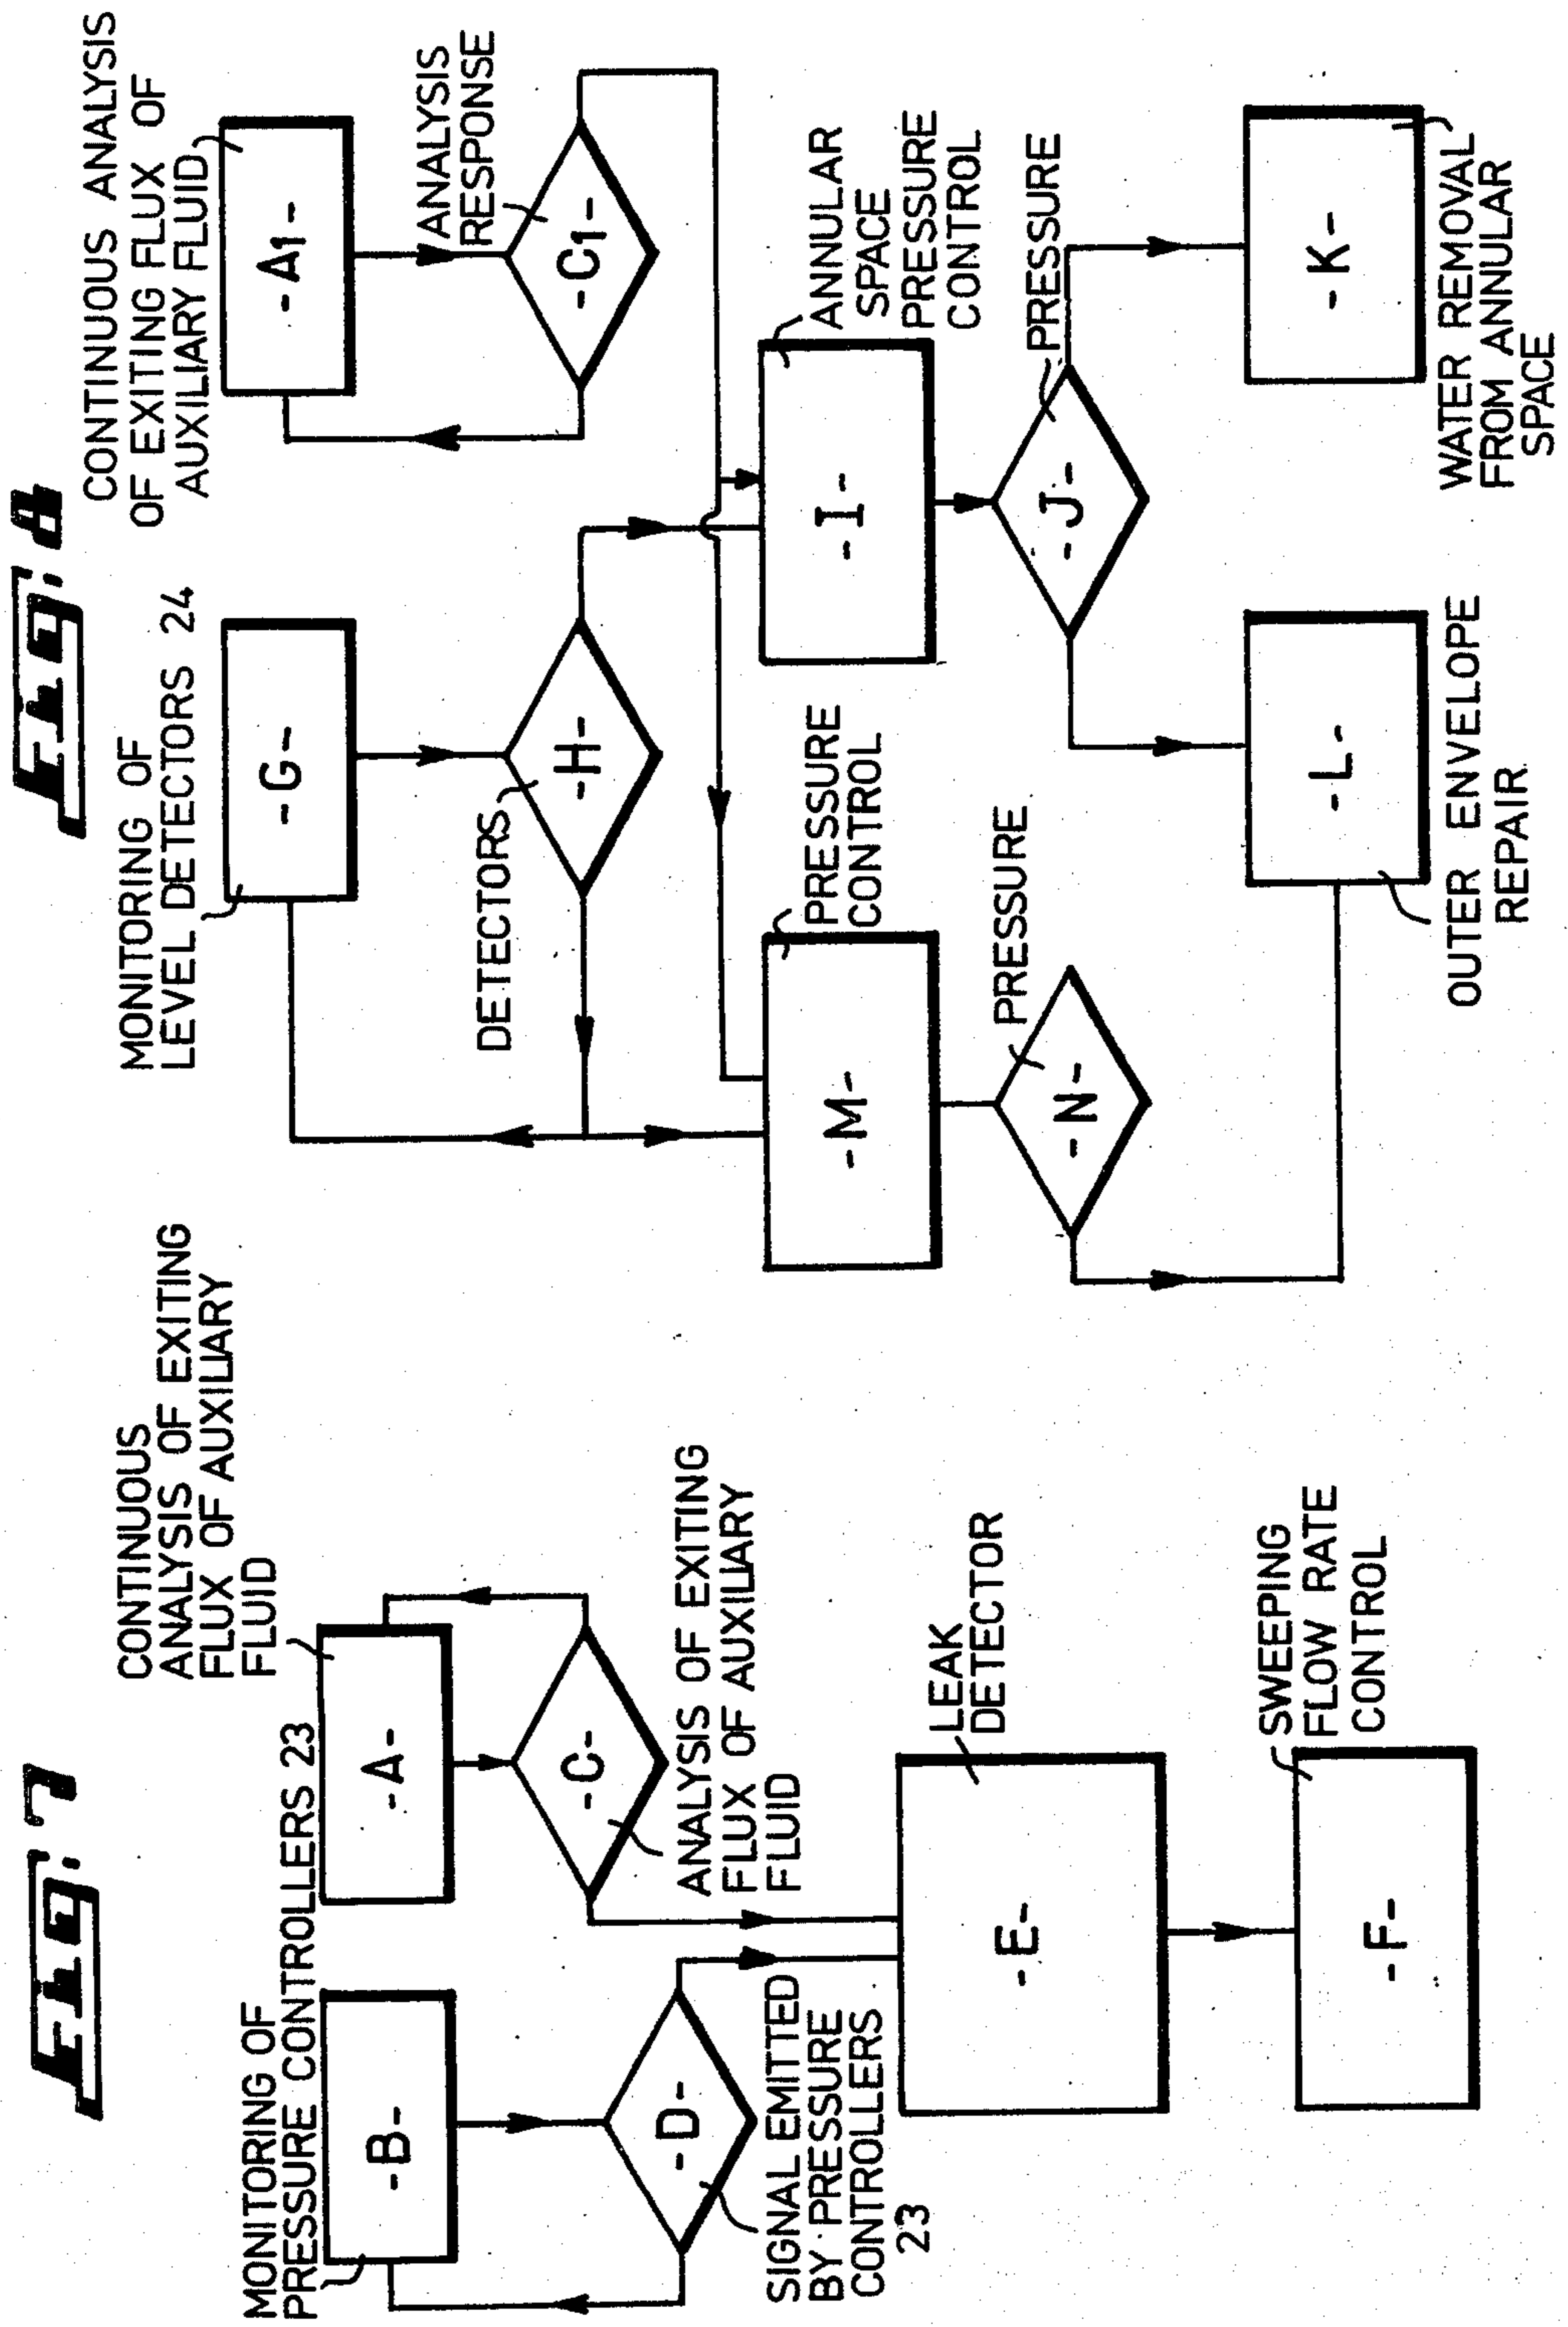 Fig: 7
MONITORING OF
PRESSURE CONTROLLERS 23
-B-
-D-
SIGNAL EMITTED
BY PRESSURE
CONTROLLERS
23
CONTINUOUS
ANALYSIS OF EXITING
FLUX OF AUXILIARY
FLUID
-A-
-C-
ANALYSIS OF EXITING
FLUX OF AUXILIARY
FLUID
-E-
LEAK
DETECTOR
-F-
SWEEPING
FLOW RATE
CONTROL
Fig: 8
MONITORING OF
LEVEL DETECTORS 24
-G-
DETECTORS
-H-
CONTINUOUS ANALYSIS
OF EXITING FLUX OF
AUXILIARY FLUID
-A1-
ANALYSIS
RESPONSE
-C1-
-M-
PRESSURE
CONTROL
-I-
ANNULAR
SPACE
PRESSURE
CONTROL
-N-
PRESSURE
-J-
PRESSURE
-L-
OUTER ENVELOPE
REPAIR
-K-
WATER REMOVAL
FROM ANNULAR
SPACE